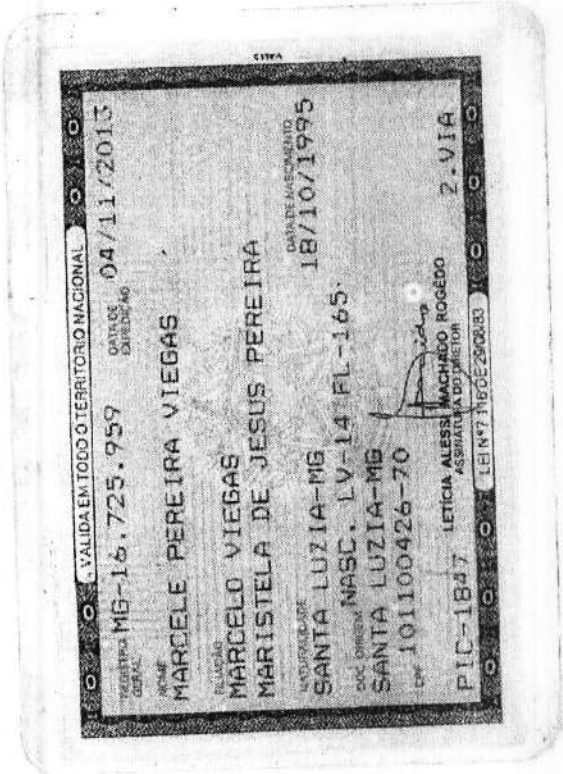 VALIDA EM TODO O TERRITÓRIO NACIONAL
REGISTRO GERAL MG-16.725.959 DATA DE EXPEDIÇÃO 04/11/2013
NOME
MARCELE PEREIRA VIEGAS
FILIAÇÃO
MARCELO VIEGAS
MARISTELA DE JESUS PEREIRA
NATURALIDADE DATA DE NASCIMENTO
SANTA LUZIA-MG 18/10/1995
DOC ORIGEM NASC. LV-14 FL-165
SANTA LUZIA-MG
CPF 101100426-70
PIC-1847 LETICIA ALESS MACHADO ROGEDO 2.VIA
ASSINATURA DO DIRETOR
LEI Nº 7.116 DE 29/08/83